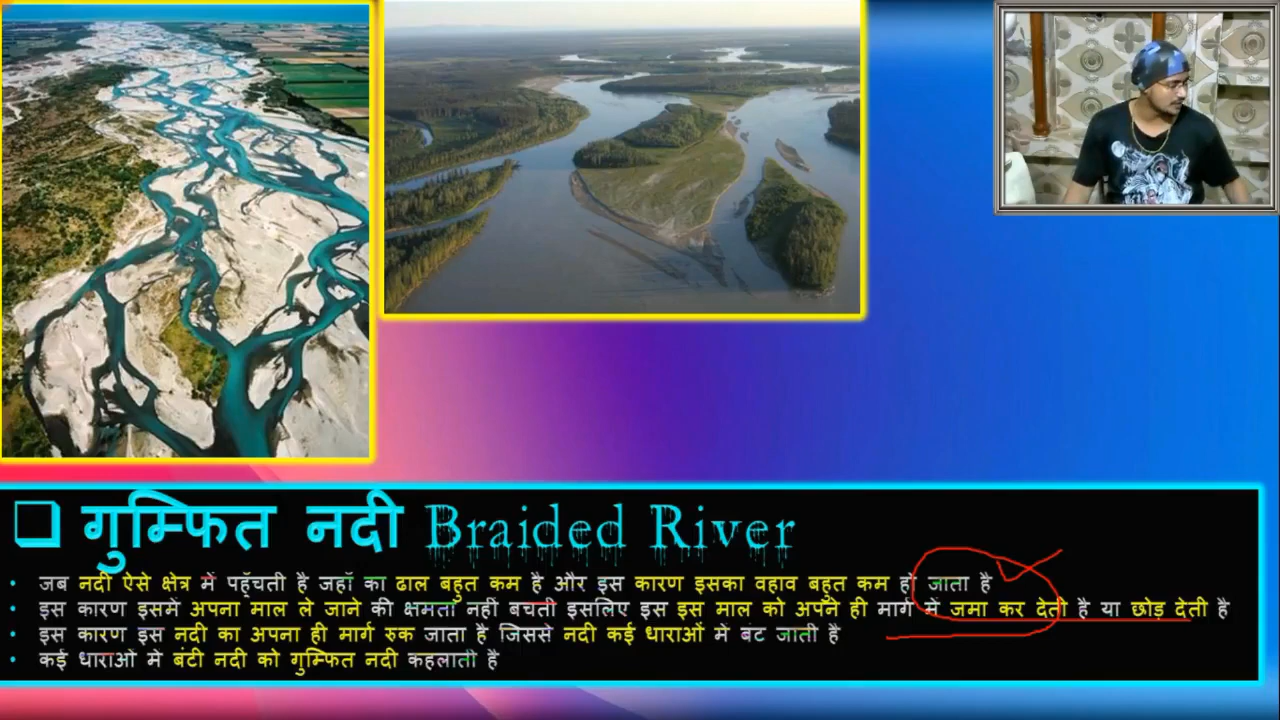 ❑ गुम्फित नदी Braided River
• जब नदी ऐसे क्षेत्र में पहुँचती है जहाँ का ढाल बहुत कम है और इस कारण इसका वहाव बहुत कम हो जाता है
• इस कारण इसमें अपना माल ले जाने की क्षमता नहीं बचती इसलिए इस इस माल को अपने ही मार्ग में जमा कर देती है या छोड़ देती है
• इस कारण इस नदी का अपना ही मार्ग रुक जाता है जिससे नदी कई धाराओं में बंट जाती है
• कई धाराओं में बंटी नदी को गुम्फित नदी कहलाती है